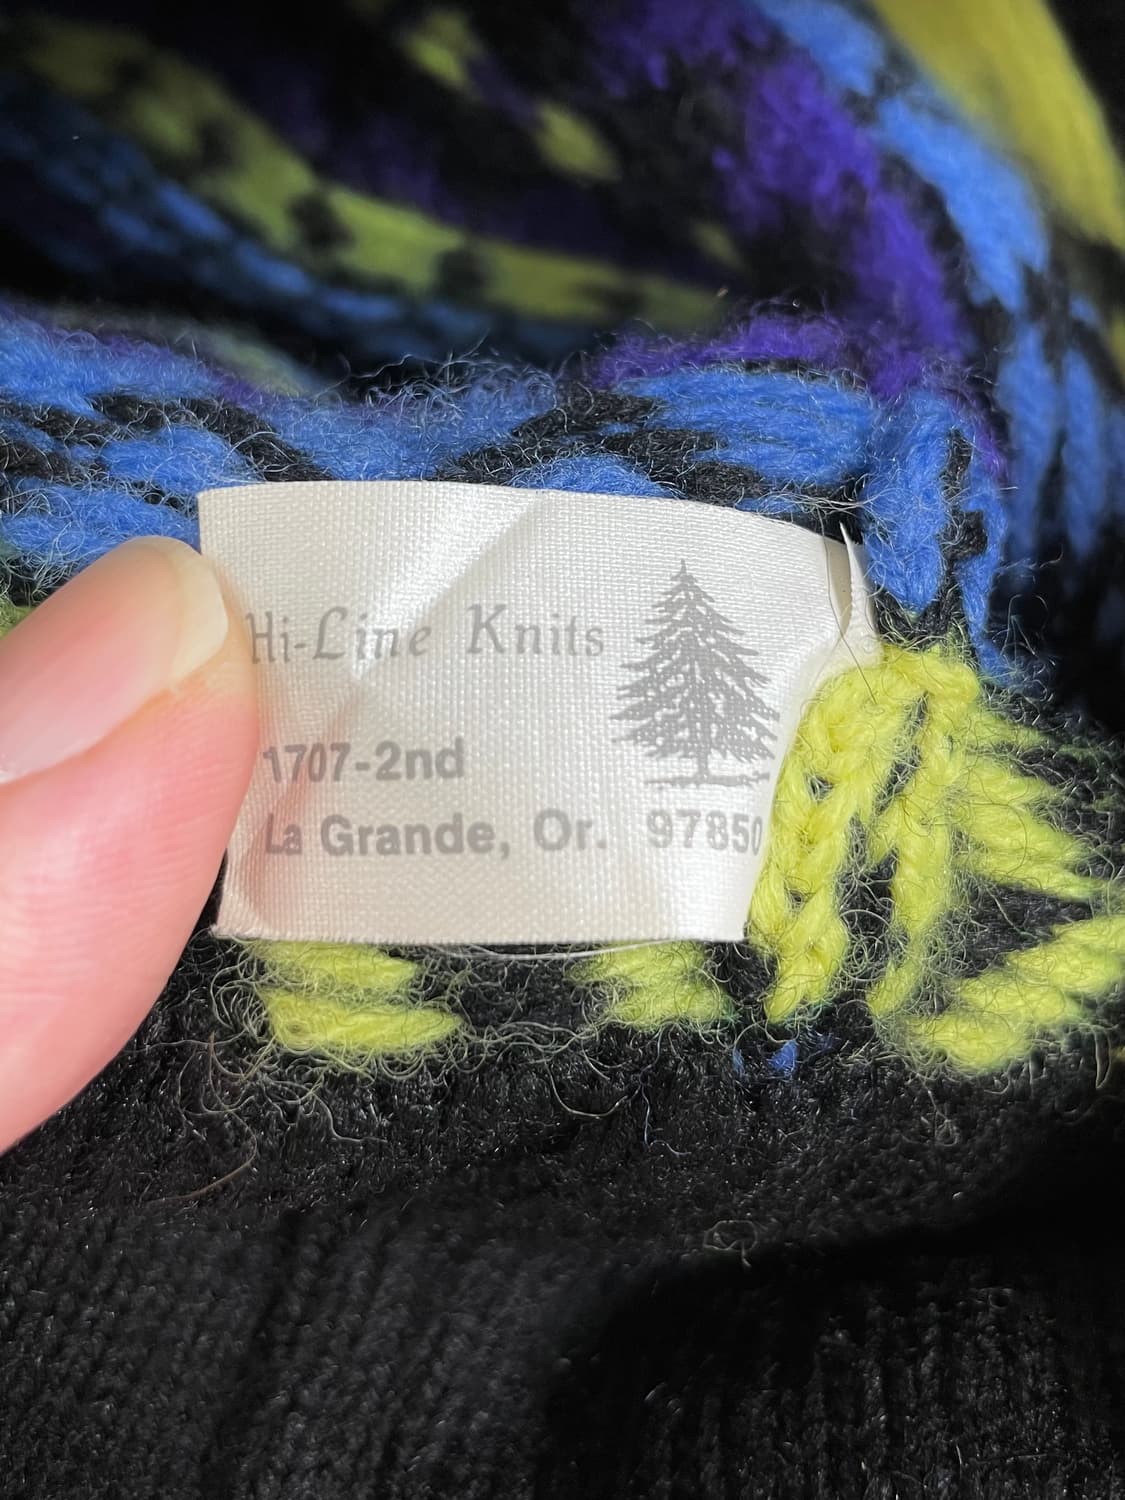 Hi-Line Knits
1707-2nd
La Grande, Or. 97850